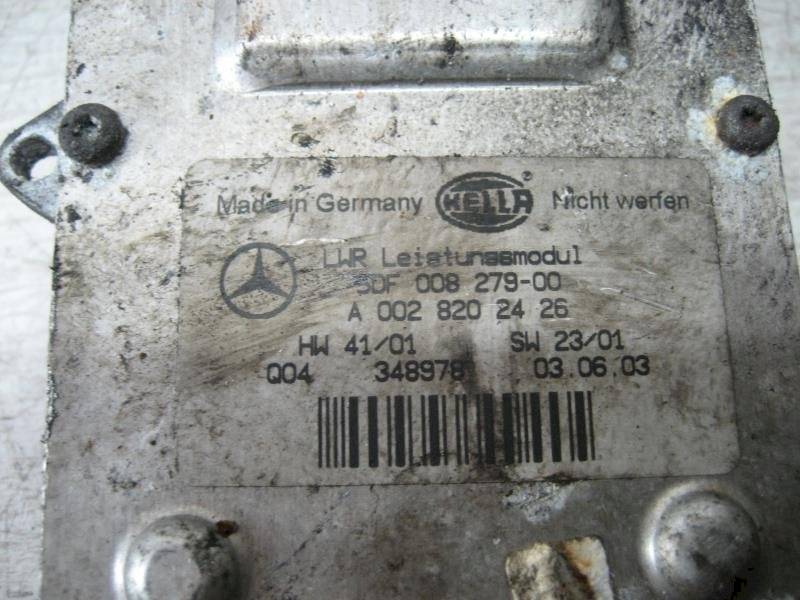 Made in Germany HELLA ® Nicht werfen
LWR Leistungsmodul
5DF 008 279-00
A 002 820 24 26
HW 41/01 SW 23/01
Q04 348978 03.06.03